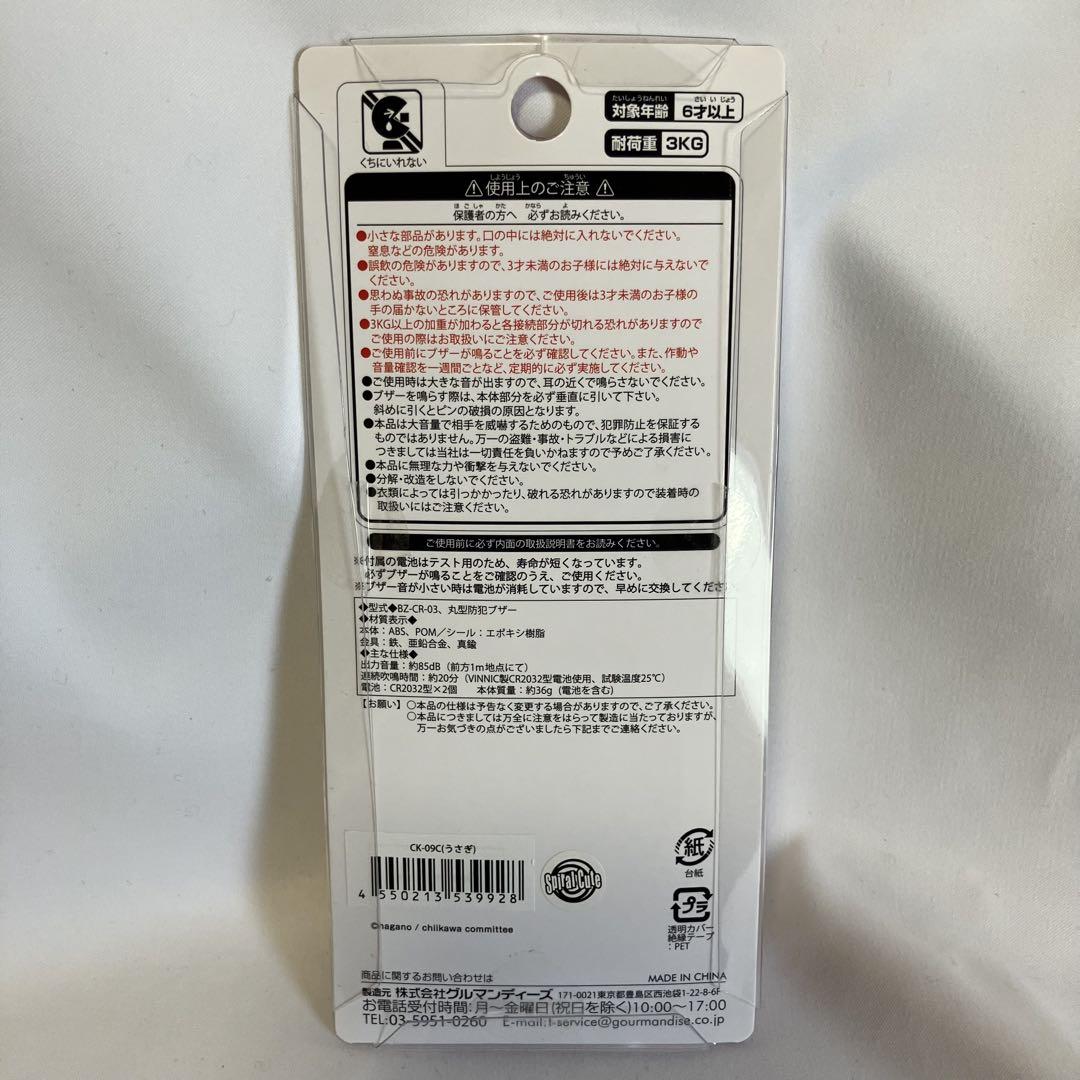 くちにいれない
たいしょうねんれい
さいいじょう
対象年齢 6才以上
耐荷重 3KG
しようじょう ちゅうい
使用上のご注意
ほごしゃ かた かなら よ
保護者の方へ 必ずお読みください。
●小さな部品があります。口の中には絶対に入れないでください。
窒息などの危険があります。
●誤飲の危険がありますので、3才未満のお子様には絶対に与えないで
ください。
●思わぬ事故の恐れがありますので、ご使用後は3才未満のお子様の
手の届かないところに保管してください。
●3KG以上の加重が加わると各接続部分が切れる恐れがありますので
ご使用の際はお取扱いにご注意ください。
●ご使用前にブザーが鳴ることを必ず確認してください。また、作動や
音量確認を一週間ごとなど、定期的に必ず実施してください。
●ご使用時は大きな音が出ますので、耳の近くで鳴らさないでください。
●ブザーを鳴らす際は、本体部分を必ず垂直に引いて下さい。
斜めに引くとピンの破損の原因となります。
●本品は大音量で相手を威嚇するためのもので、犯罪防止を保証する
ものではありません。万一の盗難・事故・トラブルなどによる損害に
つきましては当社は一切責任を負いかねますので予めご了承ください。
●本品に無理な力や衝撃を与えないでください。
●分解・改造をしないでください。
●衣類によっては引っかかったり、破れる恐れがありますので装着時の
取扱いにはご注意ください。
ご使用前に必ず内面の取扱説明書をお読みください。
※付属の電池はテスト用のため、寿命が短くなっています。
必ずブザーが鳴ることをご確認のうえ、ご使用ください。
※ブザー音が小さい時は電池が消耗していますので、早めに交換してくださ
◆型式◆BZ-CR-03、丸型防犯ブザー
◆材質表示◆
本体：ABS、POM／シール：エポキシ樹脂
金具：鉄、亜鉛合金、真鍮
◆主な仕様◆
出力音量：約85dB（前方1m地点にて）
連続吹鳴時間：約20分（VINNIC製CR2032型電池使用、試験温度25℃）
電池：CR2032型×2個 本体質量：約36g（電池を含む）
【お願い】○本品の仕様は予告なく変更する場合がありますので、ご了承ください。
○本品につきましては万全に注意をはらって製造に当たっておりますが、
万一お気づきの点がございましたら下記までご連絡ください。
CK-09C(うさぎ)
4 550213 539928
Spiral Cute
紙
台紙
プラ
透明カバー
絶縁テープ
：PET
©nagano / chiikawa committee
商品に関するお問い合わせは
MADE IN CHINA
製造元 株式会社グルマンディーズ 171-0021東京都豊島区西池袋1-22-8-6F
お電話受付時間：月～金曜日（祝日を除く）10:00～17:00
TEL:03-5951-0260 E-mail:f-service@gourmandise.co.jp